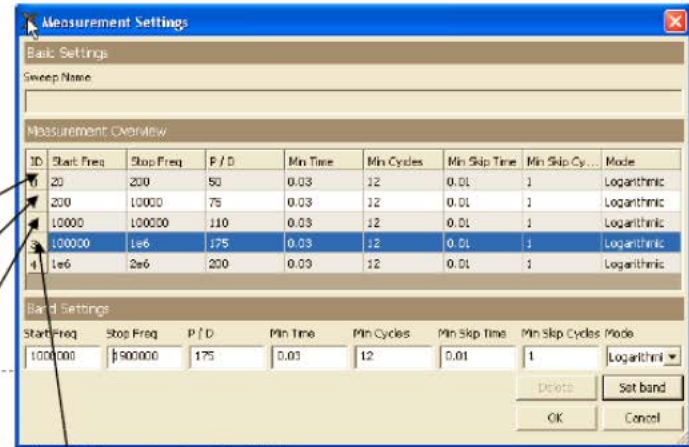 Measurement Settings
Basic Settings
Sweep Name
Measurement Overview
ID Start Freq Stop Freq P / D Min Time Min Cycles Min Skip Time Min Skip Cy... Mode
0 20 200 50 0.03 12 0.01 1 Logarithmic
200 10000 75 0.03 12 0.01 1 Logarithmic
10000 100000 110 0.03 12 0.01 1 Logarithmic
3 100000 1e6 175 0.03 12 0.01 1 Logarithmic
4 1e6 2e6 200 0.03 12 0.01 1 Logarithmic
Band Settings
Start Freq Stop Freq P / D Min Time Min Cycles Min Skip Time Min Skip Cycles Mode
1000000 1900000 175 0.03 12 0.01 1 Logarithmi
Delete Set band
OK Cancel